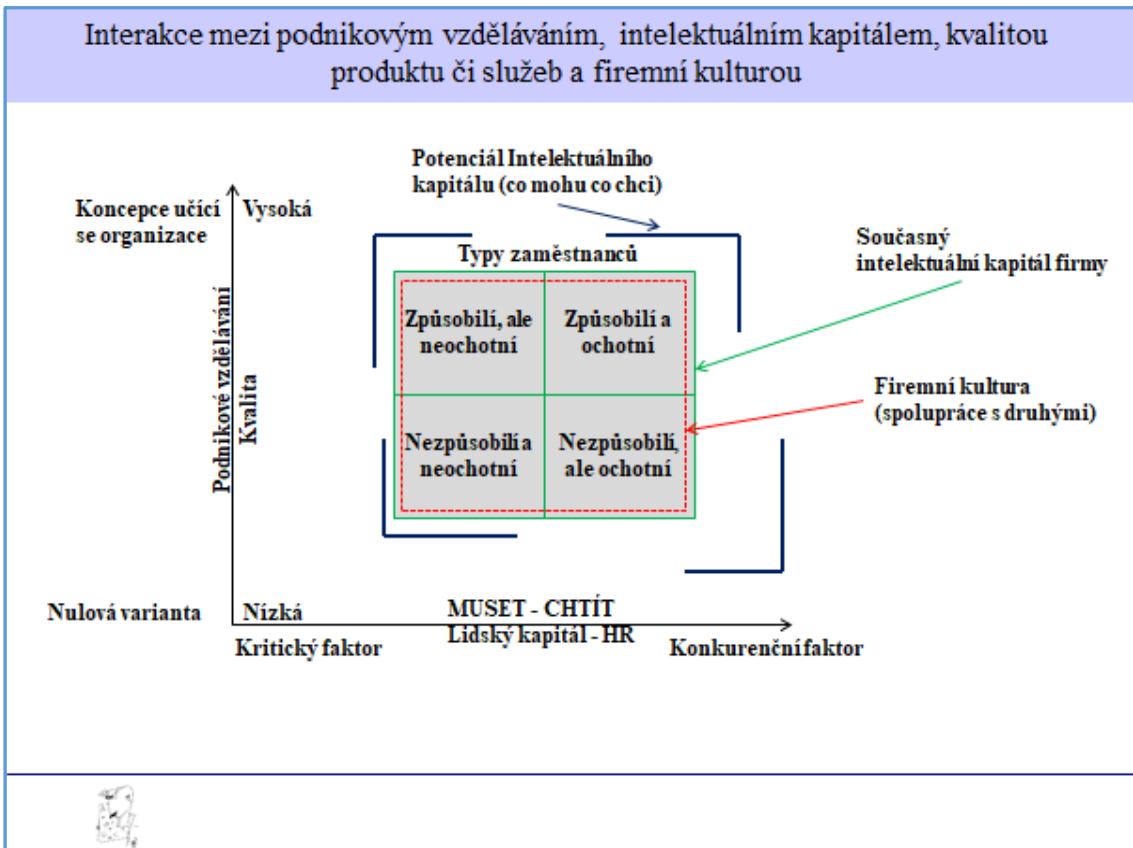 Interakce mezi podnikovým vzděláváním, intelektuálním kapitálem, kvalitou
produktu či služeb a firemní kulturou
Potenciál Intelektuálního
kapitálu (co mohu co chci)
Koncepce učící
se organizace
Vysoká
Současný
intelektuální kapitál firmy
Typy zaměstnanců
Způsobilí, ale
neochotní
Způsobilí a
ochotní
Podnikové vzdělávání
Kvalita
Firemní kultura
(spolupráce s druhými)
Nezpůsobilí a
neochotní
Nezpůsobilí,
ale ochotní
Nulová varianta
Nízká
MUSET - CHTÍT
Lidský kapitál - HR
Kritický faktor
Konkurenční faktor